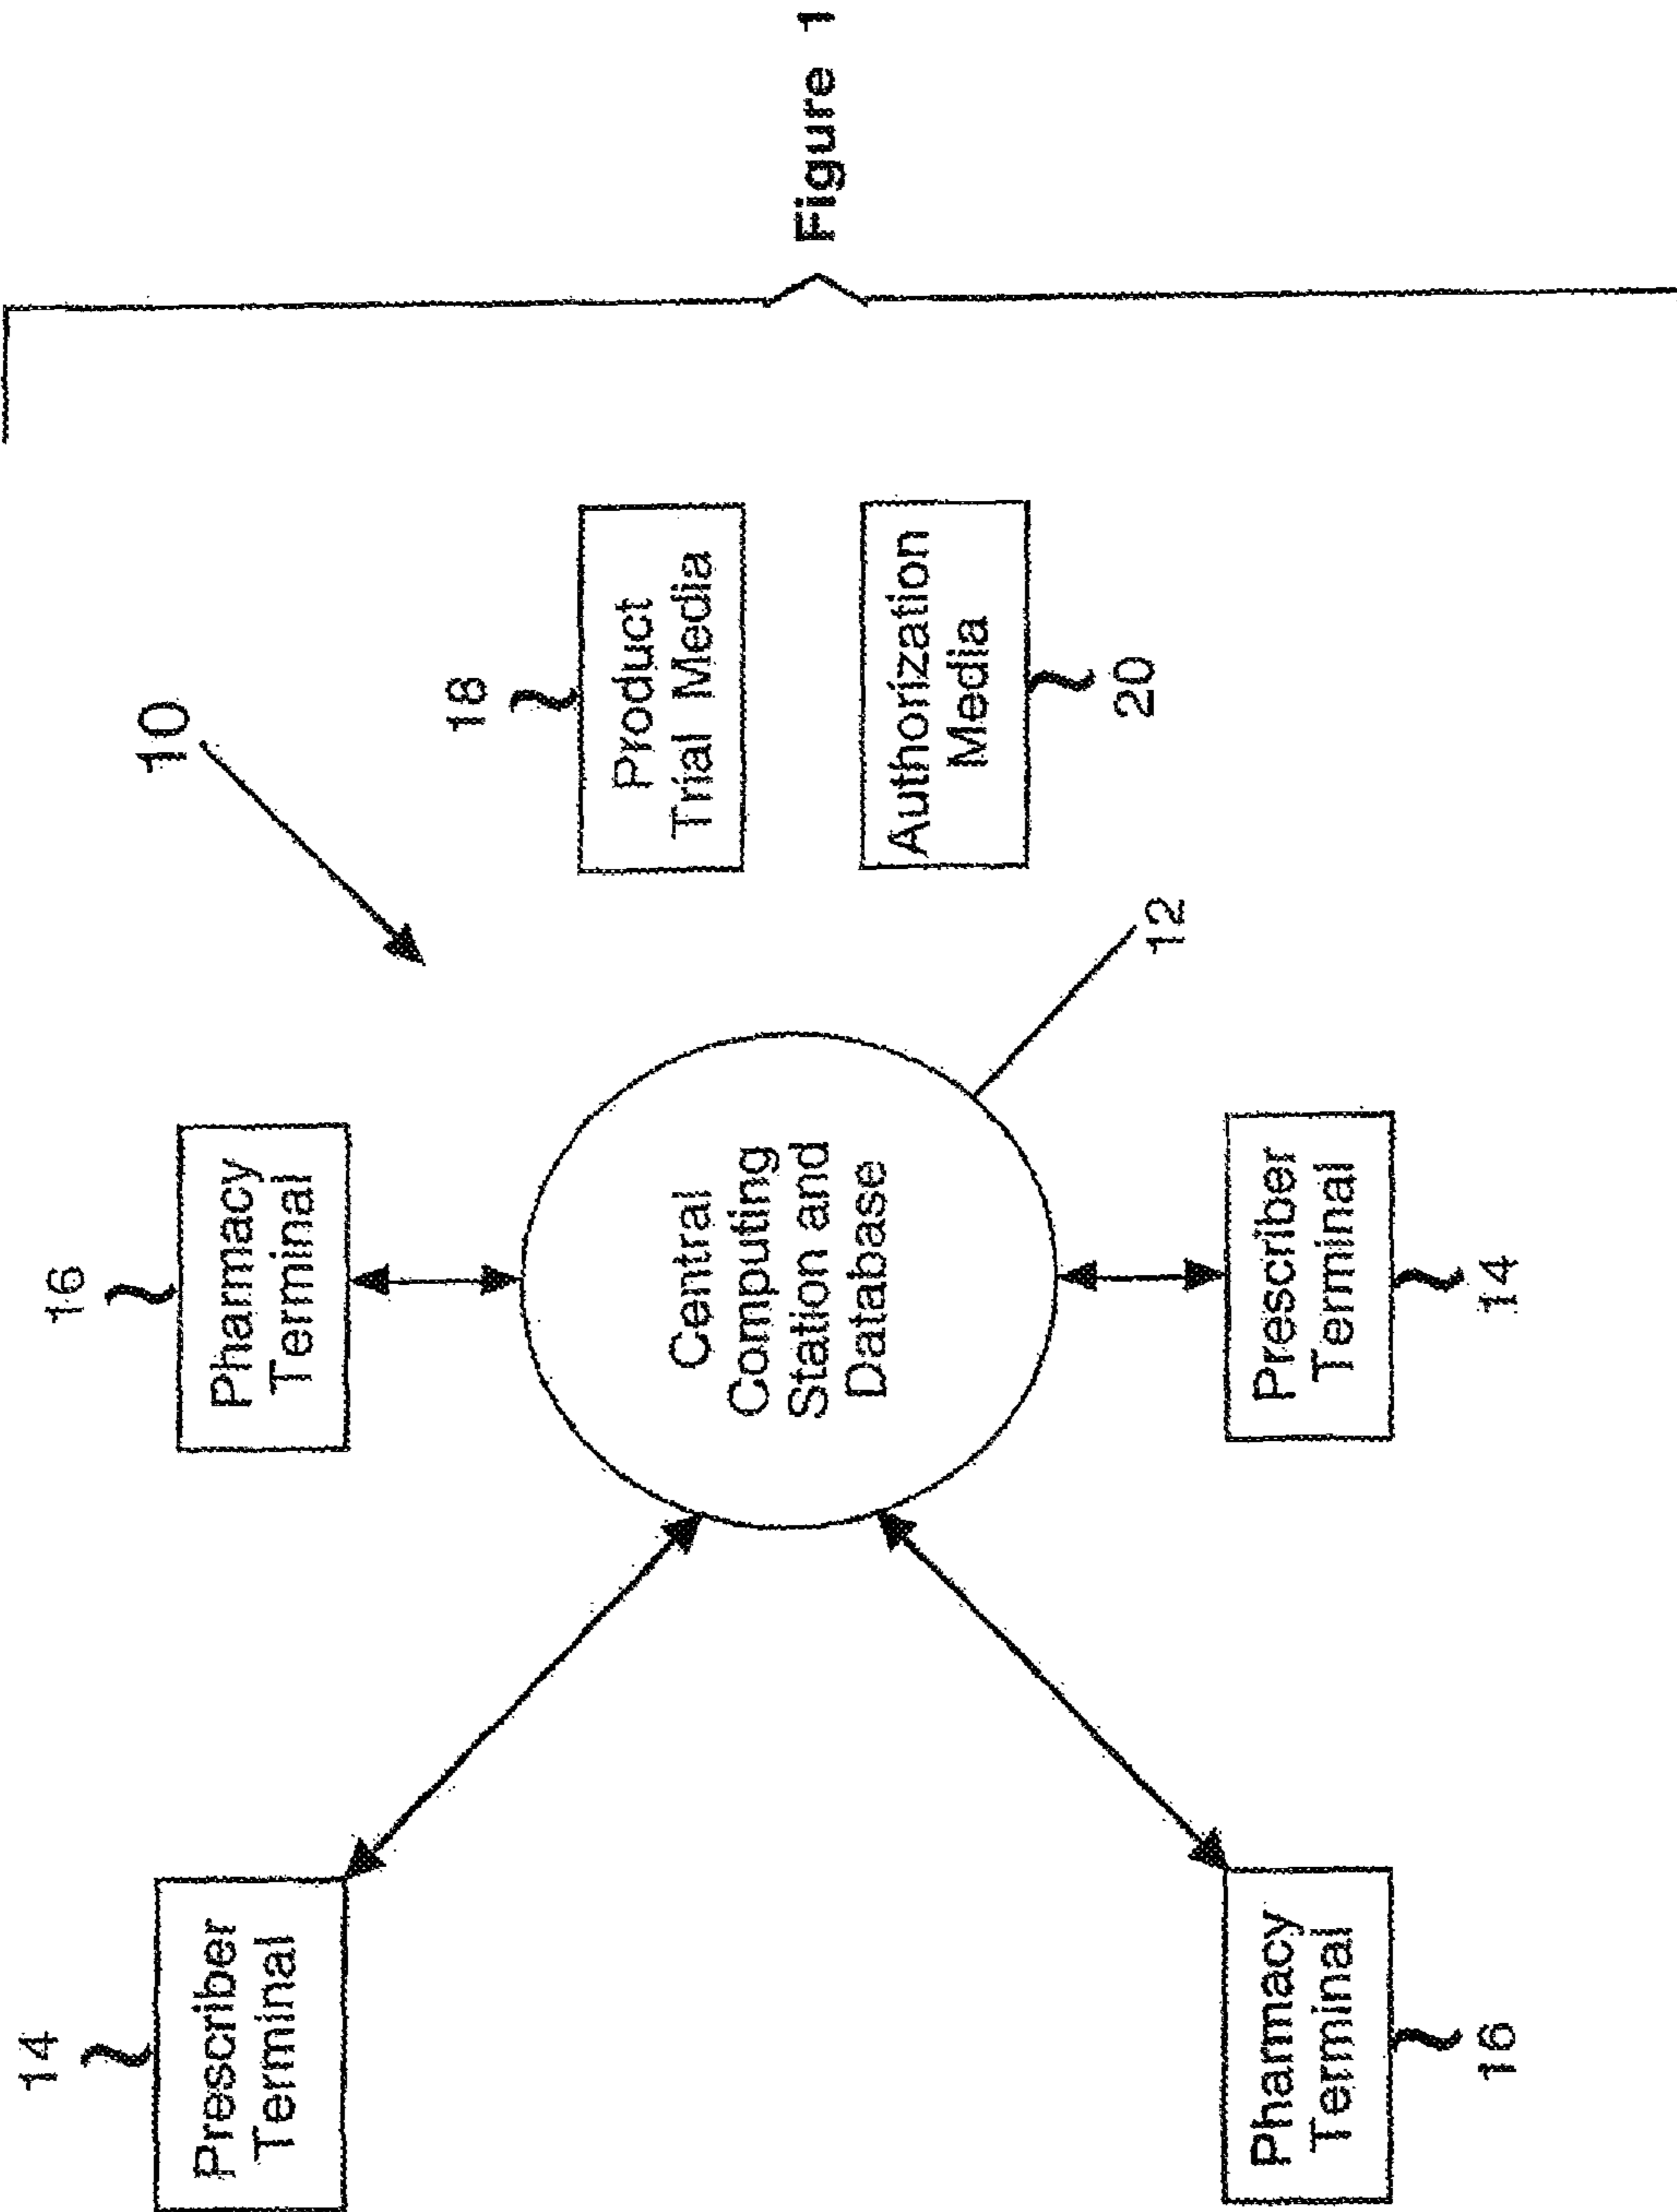 14
Prescriber
Terminal
16
Pharmacy
Terminal
10
18
Product
Trial Media
Central
Computing
Station and
Database
Authorization
Media
20
12
Pharmacy
Terminal
16
Prescriber
Terminal
14
Figure 1